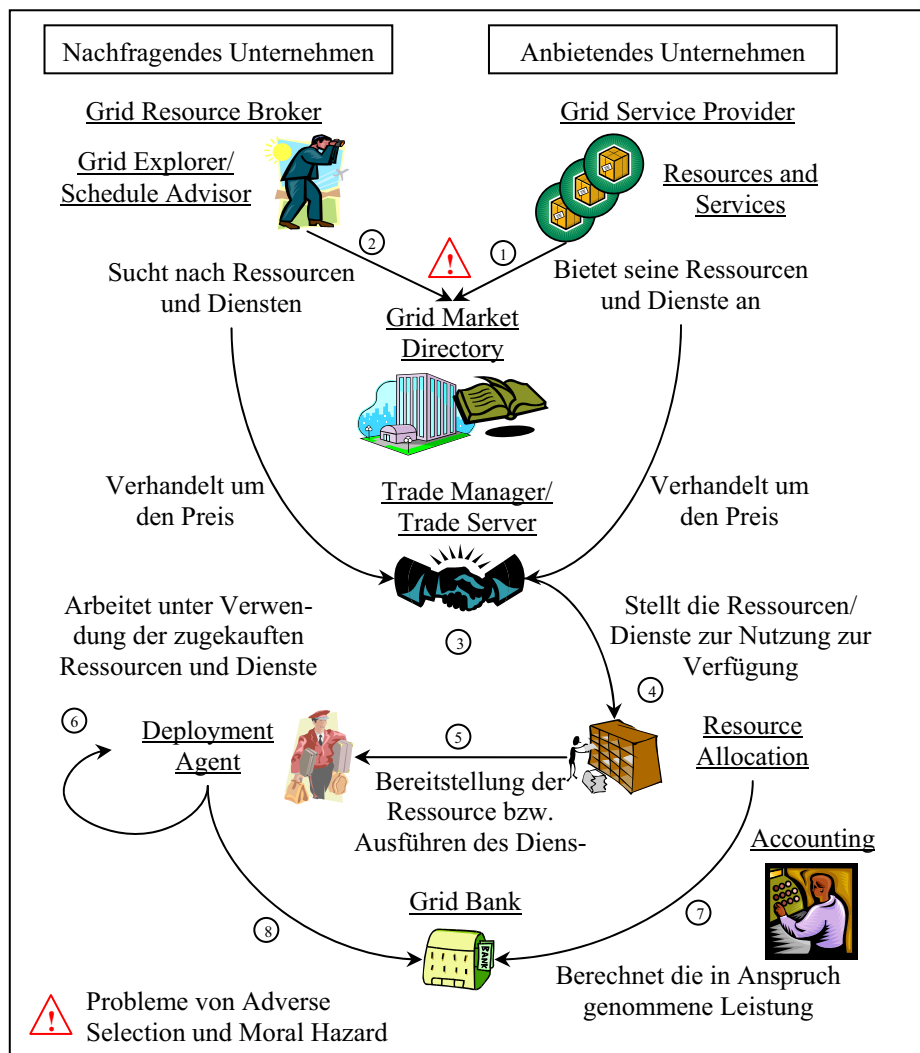 Nachfragendes Unternehmen
Anbietendes Unternehmen
Grid Resource Broker
Grid Service Provider
Grid Explorer/
Schedule Advisor
Resources and
Services
2
1
!
Sucht nach Ressourcen
und Diensten
Bietet seine Ressourcen
und Dienste an
Grid Market
Directory
Verhandelt um
den Preis
Trade Manager/
Trade Server
Verhandelt um
den Preis
3
Arbeitet unter Verwen-
dung der zugekauften
Ressourcen und Dienste
Stellt die Ressourcen/
Dienste zur Nutzung zur
Verfügung
4
6
Deployment
Agent
5
Bereitstellung der
Ressource bzw.
Ausführen des Diens-
Resource
Allocation
Accounting
Grid Bank
BANK
8
7
Berechnet die in Anspruch
genommene Leistung
!
Probleme von Adverse
Selection und Moral Hazard